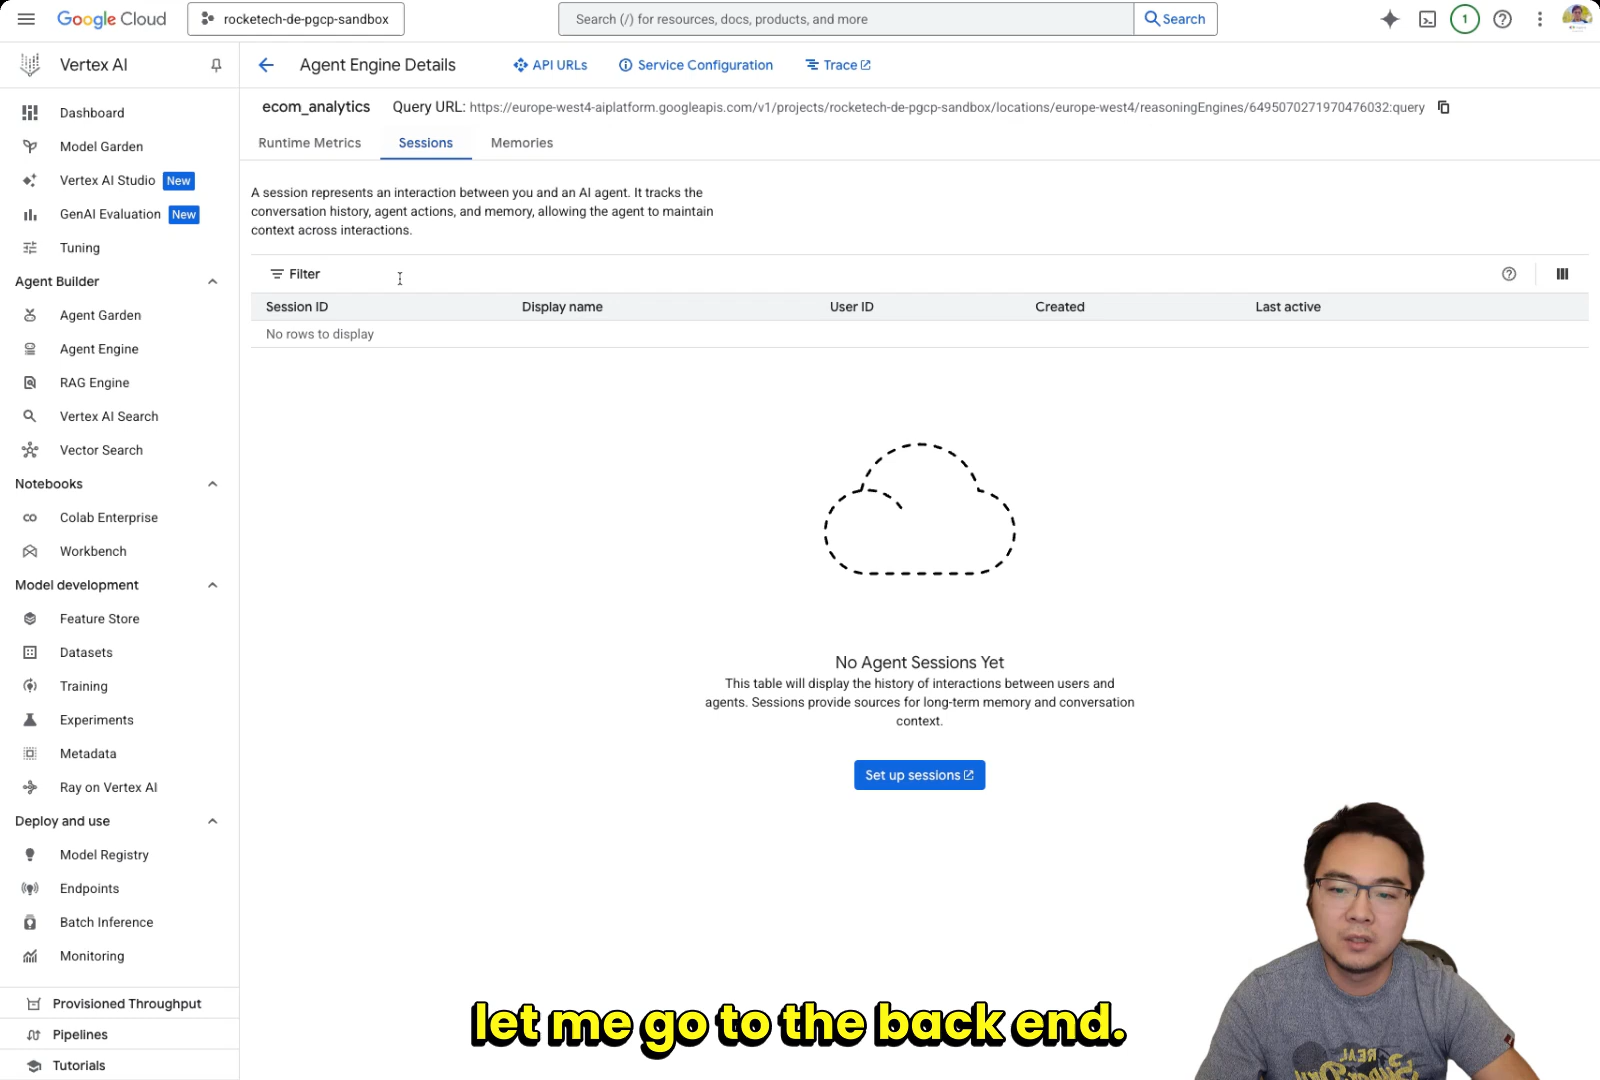 Google Cloud
rocketech-de-pgcp-sandbox
Search (/) for resources, docs, products, and more
Search
1
Vertex AI
Agent Engine Details
API URLs
Service Configuration
Trace
Dashboard
Model Garden
Vertex AI Studio New
GenAI Evaluation New
Tuning
Agent Builder
Agent Garden
Agent Engine
RAG Engine
Vertex AI Search
Vector Search
Notebooks
Colab Enterprise
Workbench
Model development
Feature Store
Datasets
Training
Experiments
Metadata
Ray on Vertex AI
Deploy and use
Model Registry
Endpoints
Batch Inference
Monitoring
Provisioned Throughput
Pipelines
Tutorials
ecom_analytics Query URL: https://europe-west4-aiplatform.googleapis.com/v1/projects/rocketech-de-pgcp-sandbox/locations/europe-west4/reasoningEngines/6495070271970476032:query
Runtime Metrics Sessions Memories
A session represents an interaction between you and an AI agent. It tracks the
conversation history, agent actions, and memory, allowing the agent to maintain
context across interactions.
Filter
Session ID Display name User ID Created Last active
No rows to display
No Agent Sessions Yet
This table will display the history of interactions between users and
agents. Sessions provide sources for long-term memory and conversation
context.
Set up sessions
let me go to the back end.
REAL